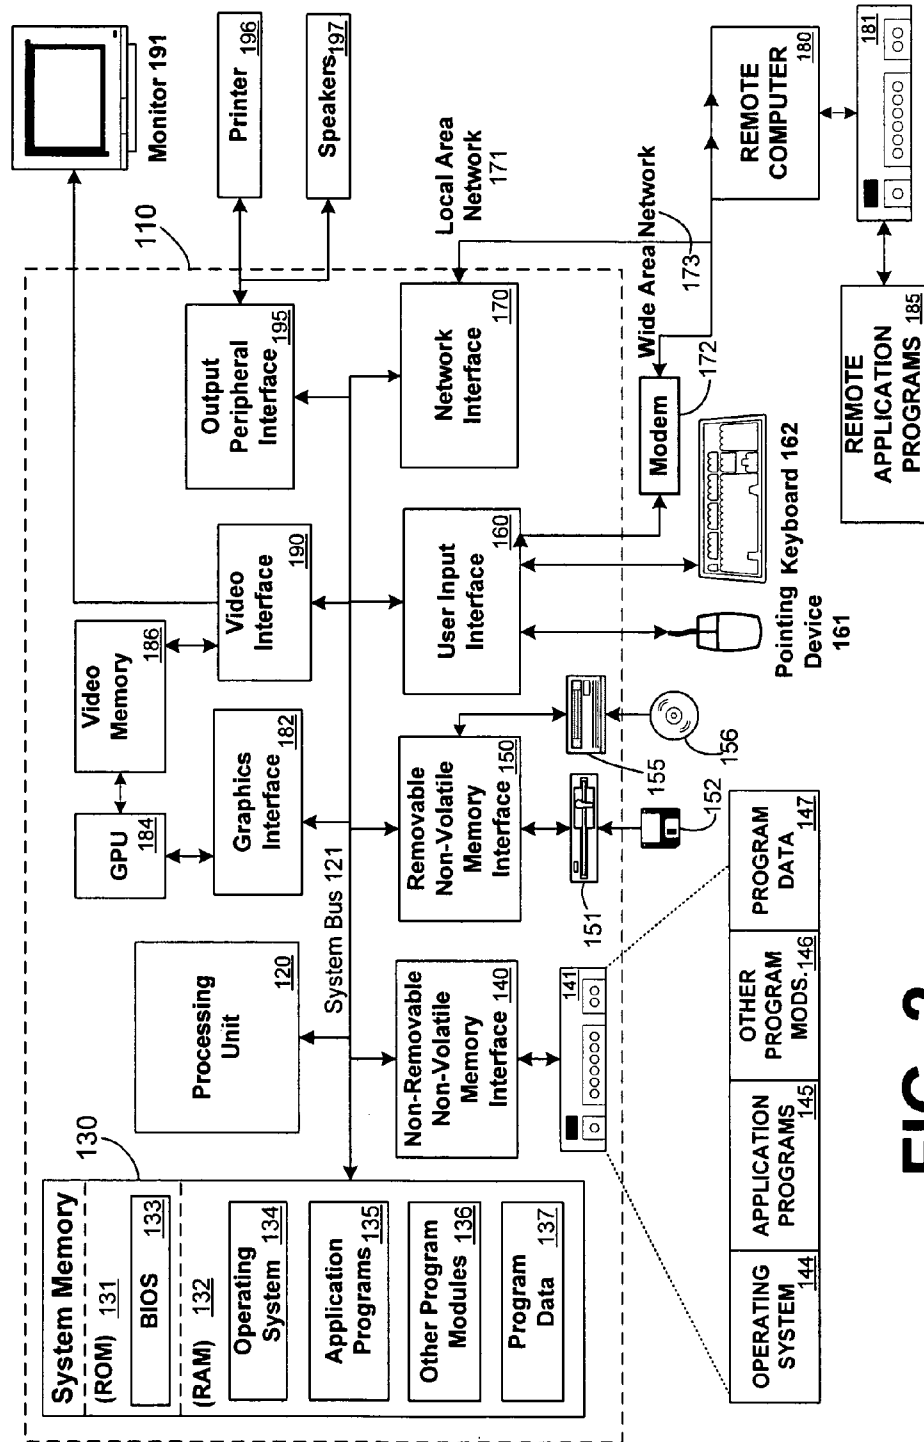 Monitor 191
System Memory
130
(ROM) 131
BIOS 133
(RAM) 132
Operating
System 134
Application
Programs 135
Other Program
Modules 136
Program
Data 137
Processing
Unit 120
GPU
184
Video
Memory 186
Graphics
Interface 182
Video
Interface 190
Output
Peripheral
Interface 195
110
Printer 196
Speakers 197
System Bus 121
Non-Removable
Non-Volatile
Memory
Interface 140
Removable
Non-Volatile
Memory
Interface 150
User Input
Interface 160
Network
Interface 170
Local Area
Network
171
141
151
152
155
156
Wide Area Network
173
Modem
172
Pointing
Device
161
Keyboard 162
REMOTE
COMPUTER
180
181
REMOTE
APPLICATION
PROGRAMS 185
OPERATING
SYSTEM 144
APPLICATION
PROGRAMS 145
OTHER
PROGRAM
MODS. 146
PROGRAM
DATA 147
FIG.